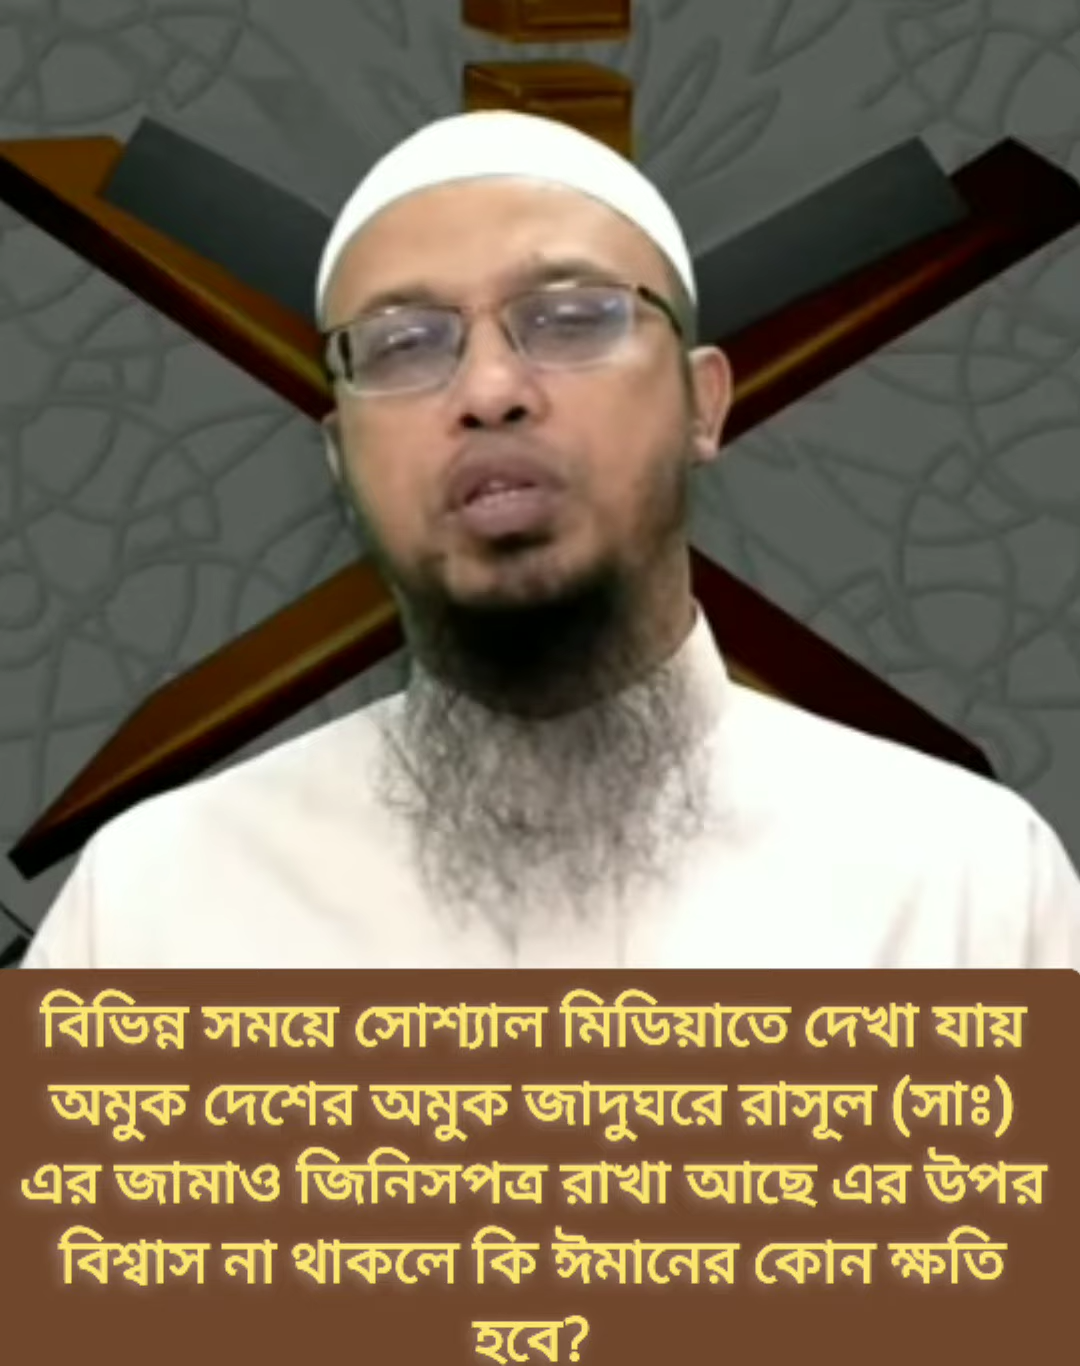 বিভিন্ন সময়ে সোশ্যাল মিডিয়াতে দেখা যায়
অমুক দেশের অমুক জাদুঘরে রাসূল (সাঃ)
এর জামাও জিনিসপত্র রাখা আছে এর উপর
বিশ্বাস না থাকলে কি ঈমানের কোন ক্ষতি
হবে?